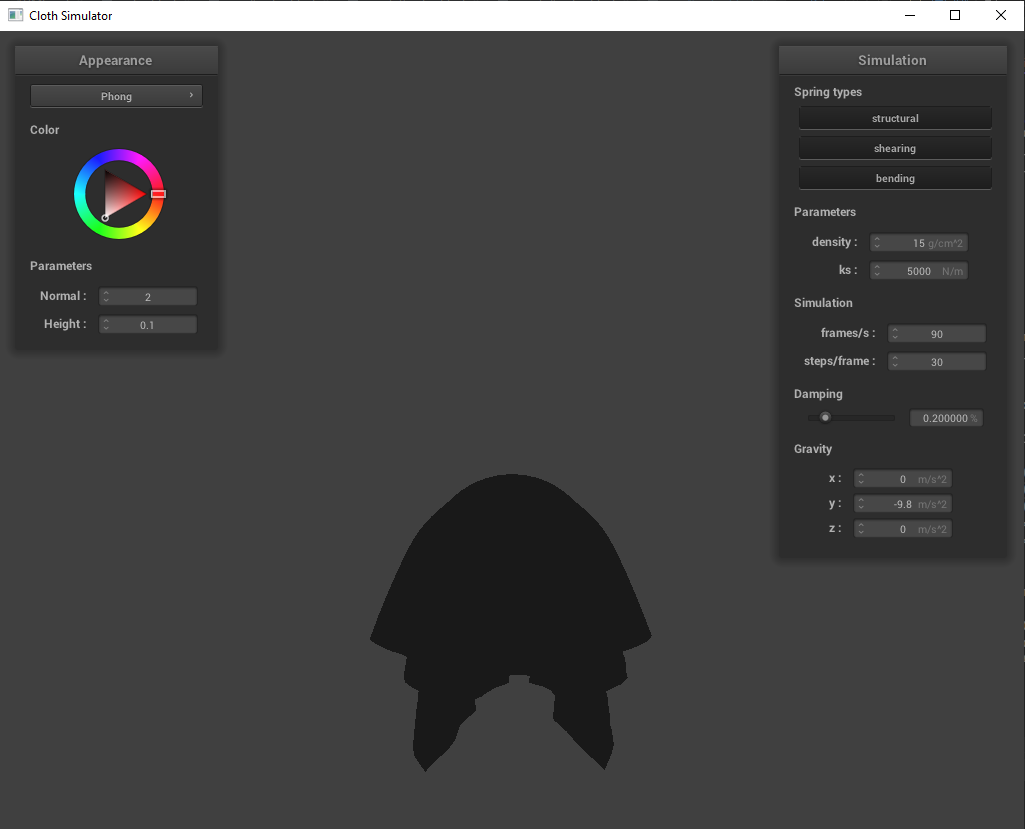 Cloth Simulator
Appearance
Phong
Color
Parameters
Normal : 2
Height : 0.1
Simulation
Spring types
structural
shearing
bending
Parameters
density : 15 g/cm^2
ks : 5000 N/m
Simulation
frames/s : 90
steps/frame : 30
Damping
0.200000 %
Gravity
x : 0 m/s^2
y : -9.8 m/s^2
z : 0 m/s^2